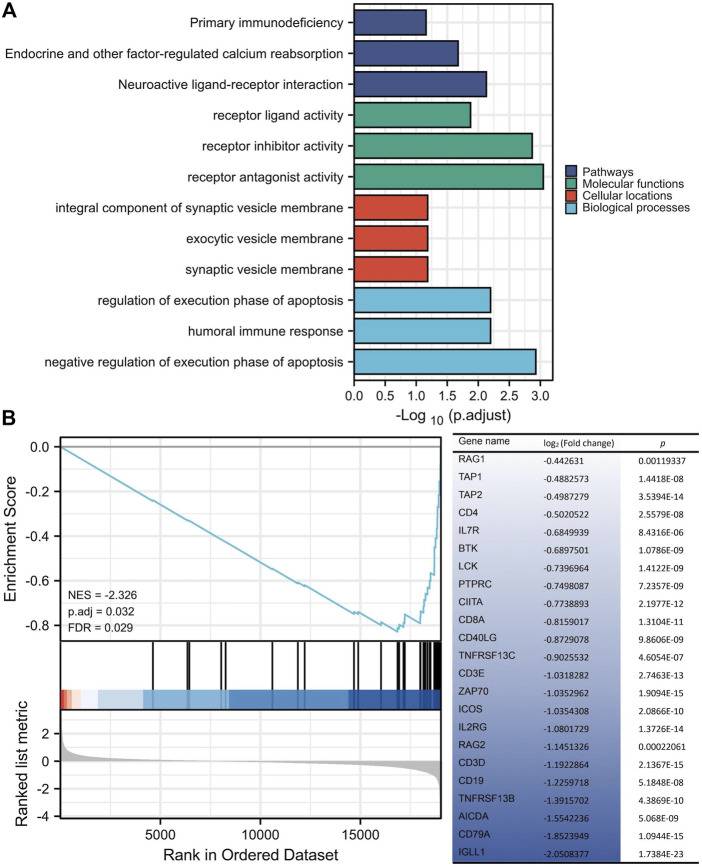 A
Primary immunodeficiency
Endocrine and other factor-regulated calcium reabsorption
Neuroactive ligand-receptor interaction
receptor ligand activity
receptor inhibitor activity
receptor antagonist activity
integral component of synaptic vesicle membrane
exocytic vesicle membrane
synaptic vesicle membrane
regulation of execution phase of apoptosis
humoral immune response
negative regulation of execution phase of apoptosis
0.0 0.5 1.0 1.5 2.0 2.5 3.0
-Log 10 (p.adjust)
Pathways
Molecular functions
Cellular locations
Biological processes
B
Enrichment Score
0.0
-0.2
-0.4
-0.6
-0.8
NES = -2.326
p.adj = 0.032
FDR = 0.029
Ranked list metric
2
0
-2
-4
5000 10000 15000
Rank in Ordered Dataset
Gene name log2 (Fold change) p
RAG1 -0.442631 0.00119337
TAP1 -0.4882573 1.4418E-08
TAP2 -0.4987279 3.5394E-14
CD4 -0.5020522 2.5579E-08
IL7R -0.6849939 8.4316E-06
BTK -0.6897501 1.0786E-09
LCK -0.7396964 1.4122E-09
PTPRC -0.7498087 7.2357E-09
CIITA -0.7738893 2.1977E-12
CD8A -0.8159017 1.3104E-11
CD40LG -0.8729078 9.8606E-09
TNFRSF13C -0.9025532 4.6054E-07
CD3E -1.0318282 2.7463E-13
ZAP70 -1.0352962 1.9094E-15
ICOS -1.0354308 2.0866E-10
IL2RG -1.0801729 1.3726E-14
RAG2 -1.1451326 0.00022061
CD3D -1.1922864 2.1367E-15
CD19 -1.2259718 5.1848E-08
TNFRSF13B -1.3915702 4.3869E-10
AICDA -1.5542236 5.068E-09
CD79A -1.8523949 1.0944E-15
IGLL1 -2.0508377 1.7384E-23